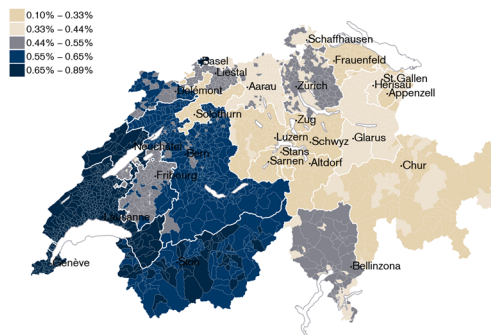 0.10% – 0.33%
0.33% – 0.44%
0.44% – 0.55%
0.55% – 0.65%
0.65% – 0.89%
Schaffhausen
Basel
Frauenfeld
Liestal
St.Gallen
Delémont
Aarau
Zürich
Herisau
Appenzell
Solothurn
Zug
Neuchâtel
Luzern
Schwyz
Glarus
Bern
Stans
Sarnen
Altdorf
Chur
Fribourg
Lausanne
Genève
Sion
Bellinzona